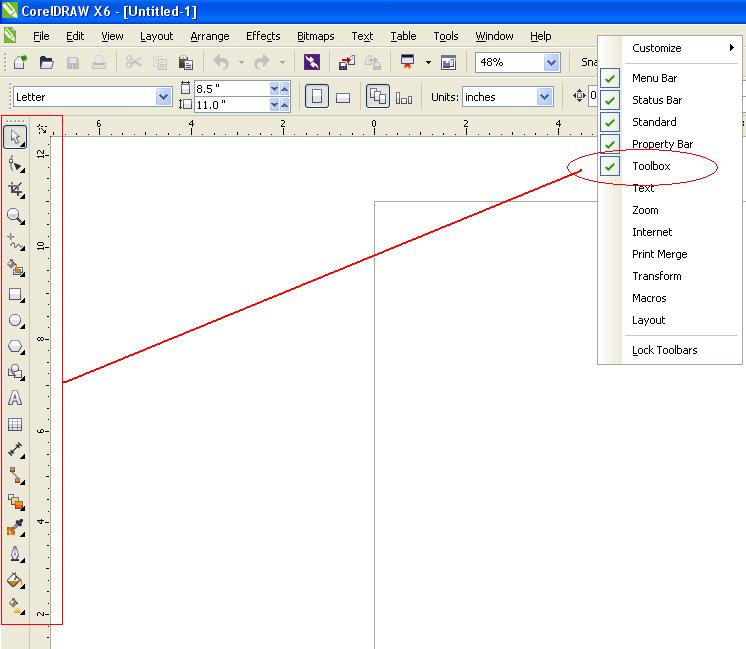 CorelDRAW X6 - [Untitled-1]
File Edit View Layout Arrange Effects Bitmaps Text Table Tools Window Help
48% Sna
Letter 8.5 " 11.0 " Units: inches 0
6 4 2 0 2 4
12
10
8
6
4
2
Customize
Menu Bar
Status Bar
Standard
Property Bar
Toolbox
Text
Zoom
Internet
Print Merge
Transform
Macros
Layout
Lock Toolbars